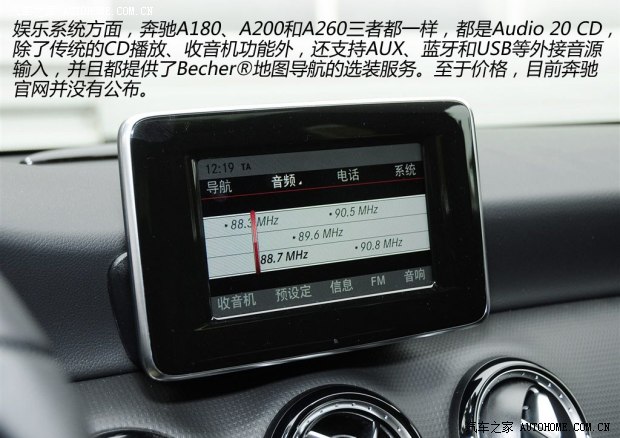 娱乐系统方面，奔驰A180、A200和A260三者都一样，都是Audio 20 CD，
除了传统的CD播放、收音机功能外，还支持AUX、蓝牙和USB等外接音源
输入，并且都提供了Becher®地图导航的选装服务。至于价格，目前奔驰
官网并没有公布。
12:19 TA
导航 音频 电话 系统
88.3 MHz 90.5 MHz
89.6 MHz
88.7 MHz 90.8 MHz
收音机 预设定 信息 FM 音响
汽车之家 AUTOHOME.COM.CN